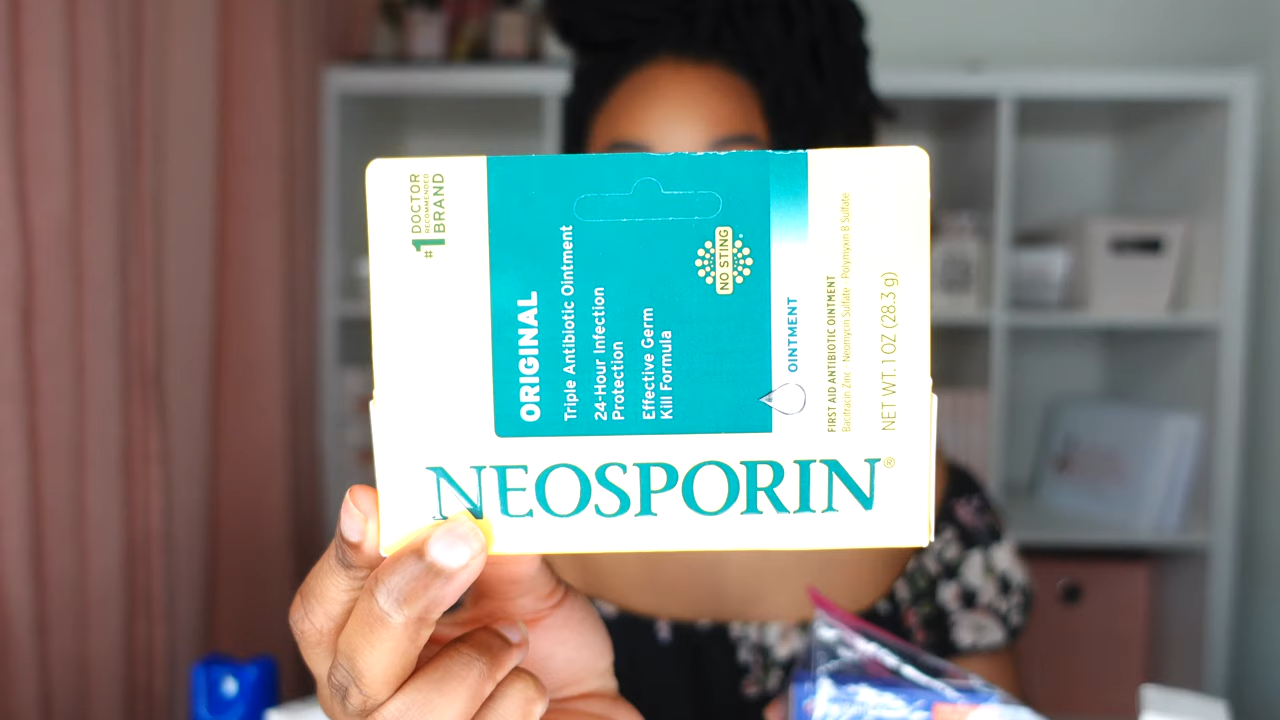 #1 DOCTOR
RECOMMENDED
BRAND
ORIGINAL
Triple Antibiotic Ointment
24-Hour Infection
Protection
Effective Germ
Kill Formula
NO STING®
OINTMENT
FIRST AID ANTIBIOTIC OINTMENT
Bacitracin Zinc · Neomycin Sulfate · Polymyxin B Sulfate
NET WT. 1 OZ (28.3 g)
NEOSPORIN®